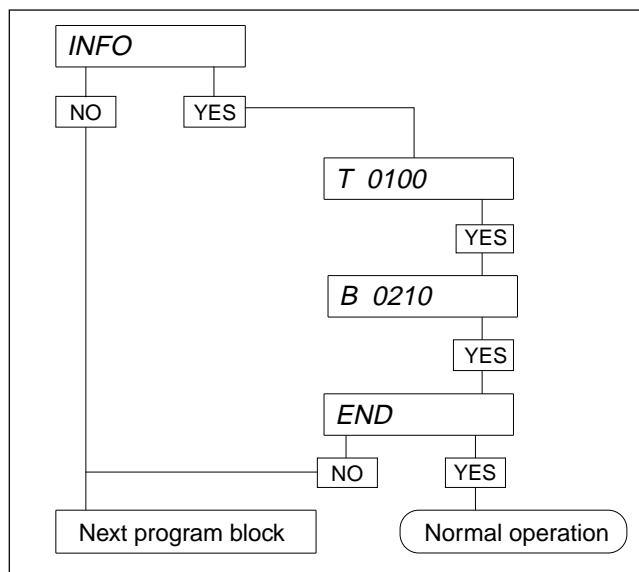 INFO
NO YES
T 0100
YES
B 0210
YES
END
NO YES
Next program block Normal operation